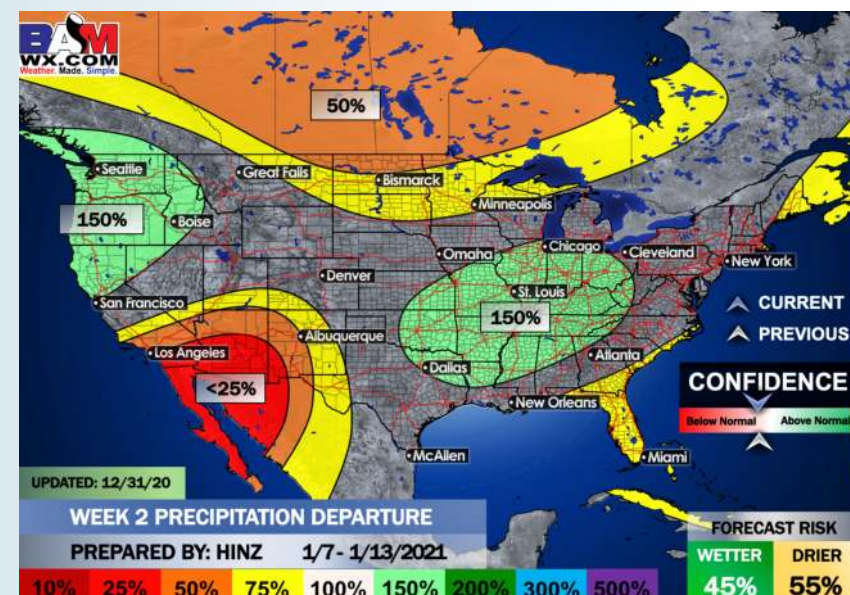 BAM
WX.COM
Weather. Made. Simple.
50%
Seattle
Great Falls
Bismarck
Minneapolis
150%
Boise
Omaha
Chicago
Cleveland
New York
Denver
St. Louis
San Francisco
150%
CURRENT
PREVIOUS
Albuquerque
Los Angeles
Atlanta
Dallas
<25%
CONFIDENCE
New Orleans
Below Normal
Above Normal
McAllen
Miami
UPDATED: 12/31/20
WEEK 2 PRECIPITATION DEPARTURE
PREPARED BY: HINZ 1/7- 1/13/2021
FORECAST RISK
WETTER DRIER
45% 55%
10% 25% 50% 75% 100% 150% 200% 300% 500%